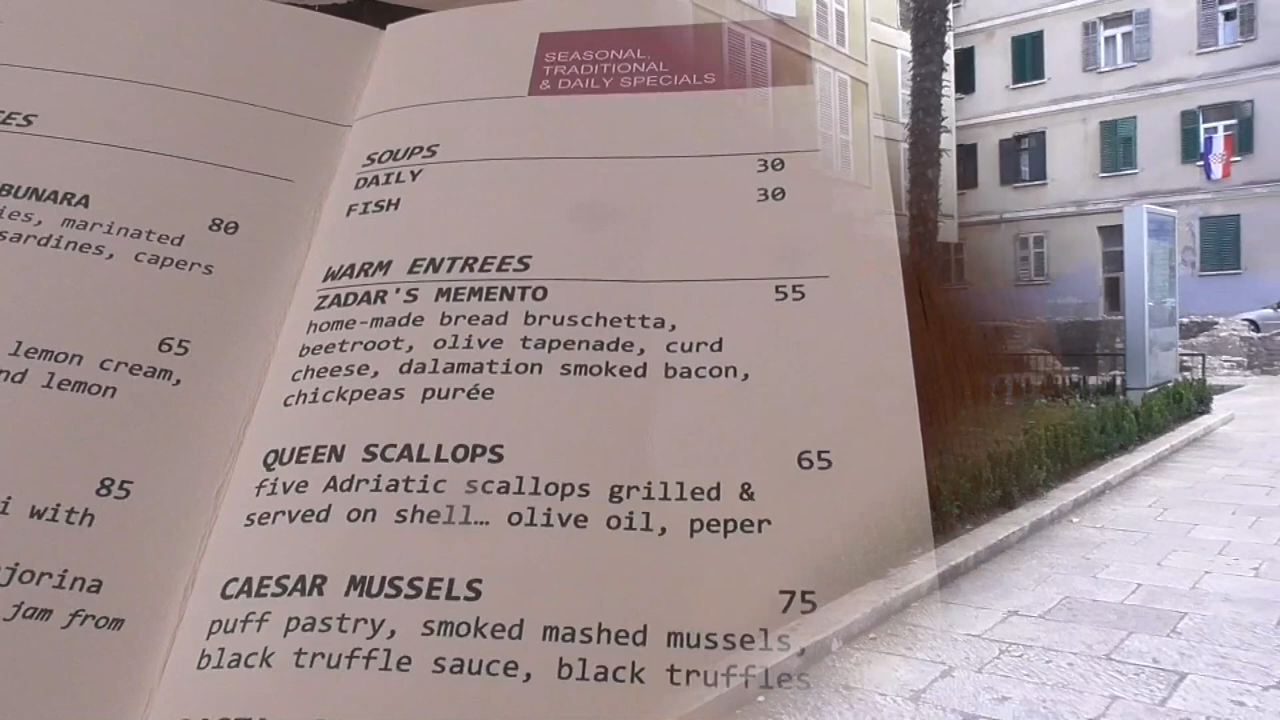 ES
BUNARA
80
ies, marinated
sardines, capers
65
lemon cream,
nd lemon
85
i with
jorina
jam from
SEASONAL,
TRADITIONAL
& DAILY SPECIALS
SOUPS
DAILY 30
FISH 30
WARM ENTREES
ZADAR'S MEMENTO 55
home-made bread bruschetta,
beetroot, olive tapenade, curd
cheese, dalamation smoked bacon,
chickpeas purée
QUEEN SCALLOPS 65
five Adriatic scallops grilled &
served on shell… olive oil, peper
CAESAR MUSSELS 75
puff pastry, smoked mashed mussels,
black truffle sauce, black truffles